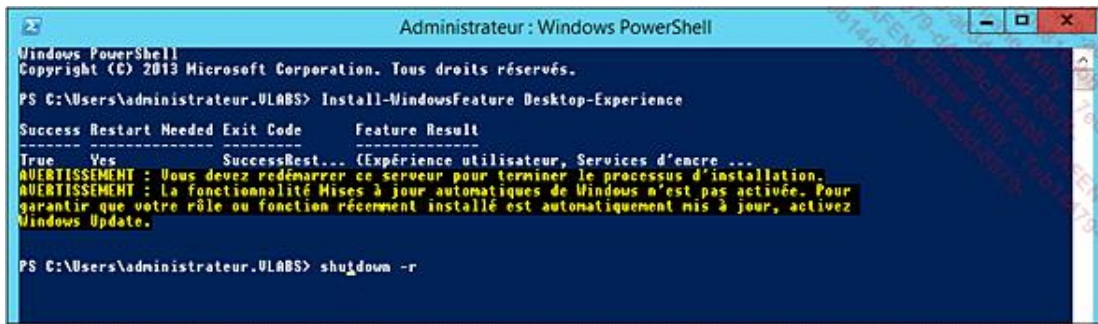 Administrateur : Windows PowerShell
Windows PowerShell
Copyright (C) 2013 Microsoft Corporation. Tous droits réservés.
PS C:\Users\administrateur.VLABS> Install-WindowsFeature Desktop-Experience
Success Restart Needed Exit Code      Feature Result
------- -------------- ---------      --------------
True    Yes            SuccessRest... {Expérience utilisateur, Services d'encre ...
AVERTISSEMENT : Vous devez redémarrer ce serveur pour terminer le processus d'installation.
AVERTISSEMENT : La fonctionnalité Mises à jour automatiques de Windows n'est pas activée. Pour
garantir que votre rôle ou fonction récemment installé est automatiquement mis à jour, activez
Windows Update.
PS C:\Users\administrateur.VLABS> shutdown -r